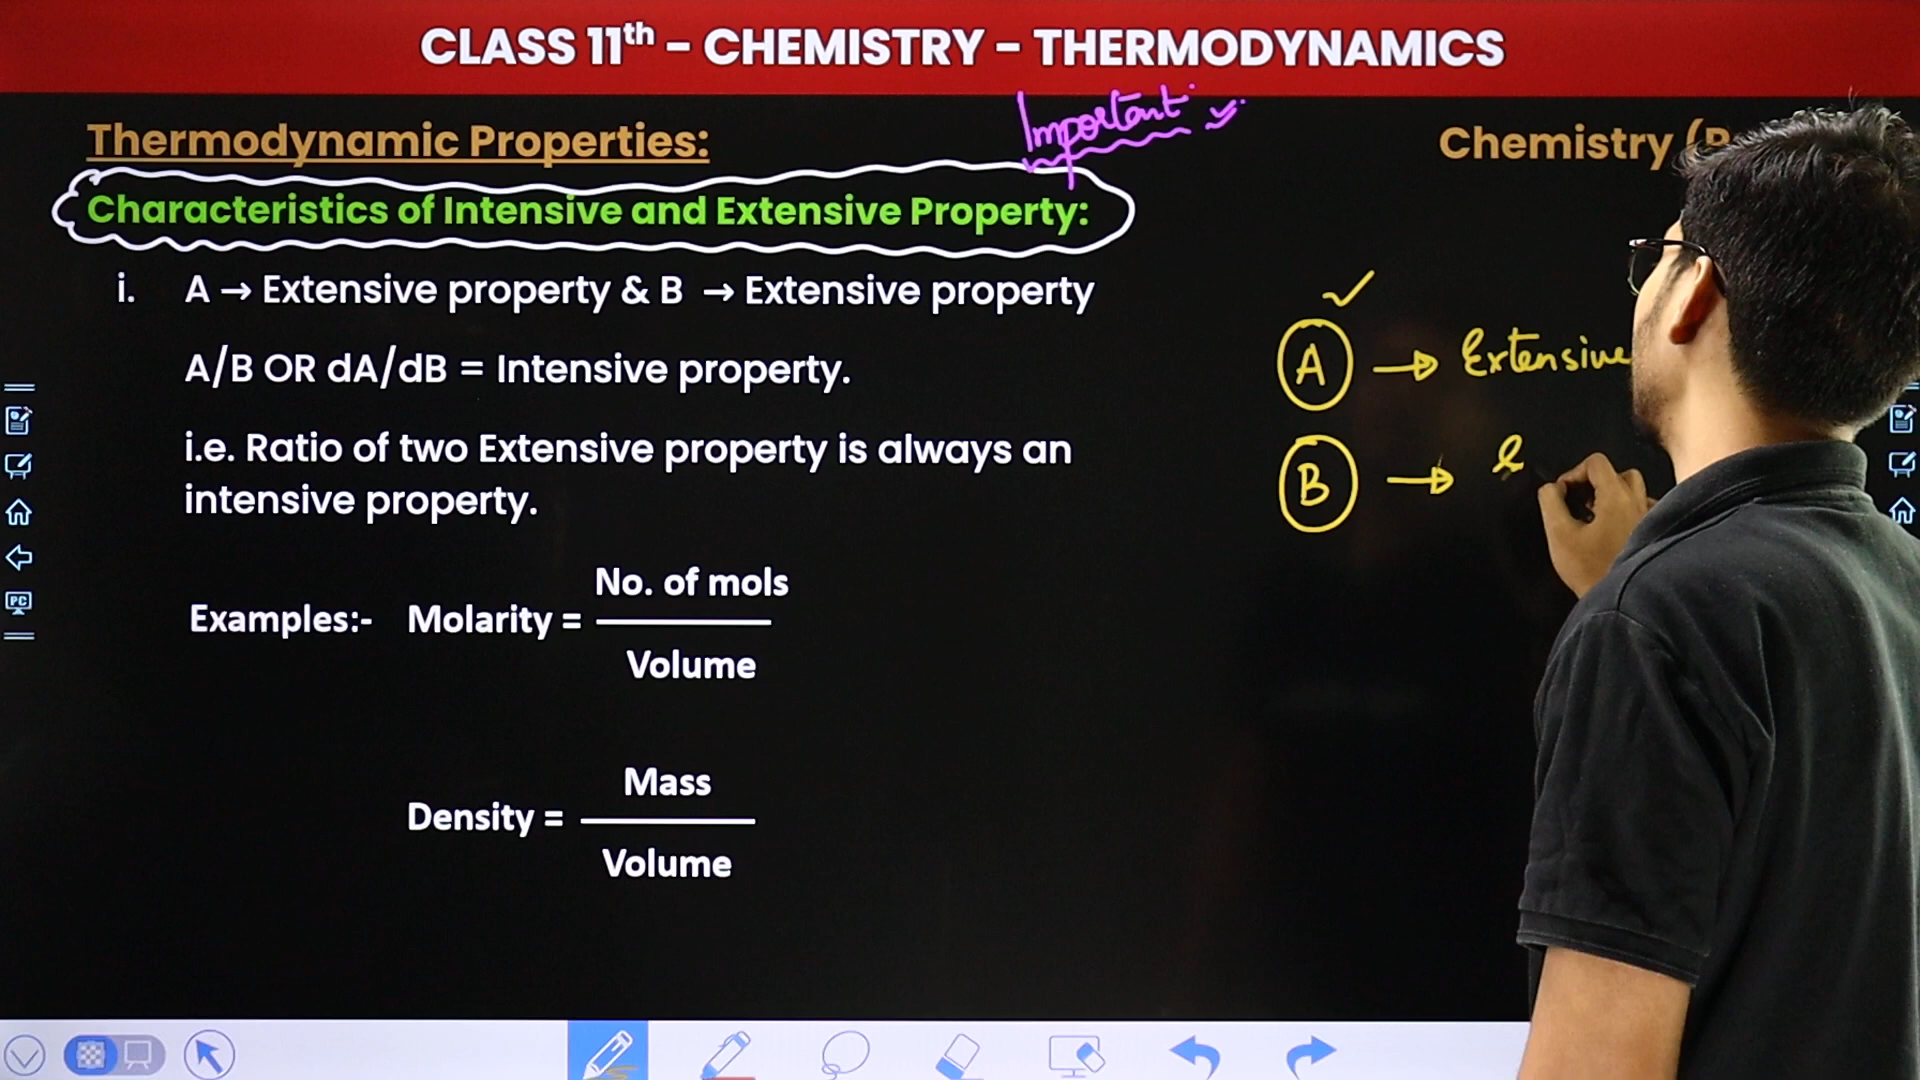 CLASS 11th - CHEMISTRY - THERMODYNAMICS
Important
Thermodynamic Properties:
Chemistry
Characteristics of Intensive and Extensive Property:
i. A → Extensive property & B → Extensive property
A/B OR dA/dB = Intensive property.
i.e. Ratio of two Extensive property is always an
intensive property.
A → Extensive
B →
No. of mols
Examples:- Molarity =
Volume
Mass
Density =
Volume
PC